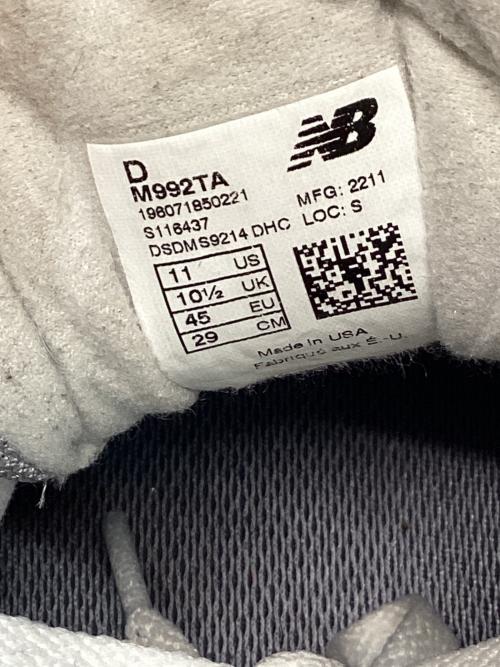 NB
D
M992TA
196071850221
S116437
DSDMS9214 DHC
MFG: 2211
LOC: S
11 US
10½ UK
45 EU
29 CM
Made in USA
Fabriqué aux É.-U.